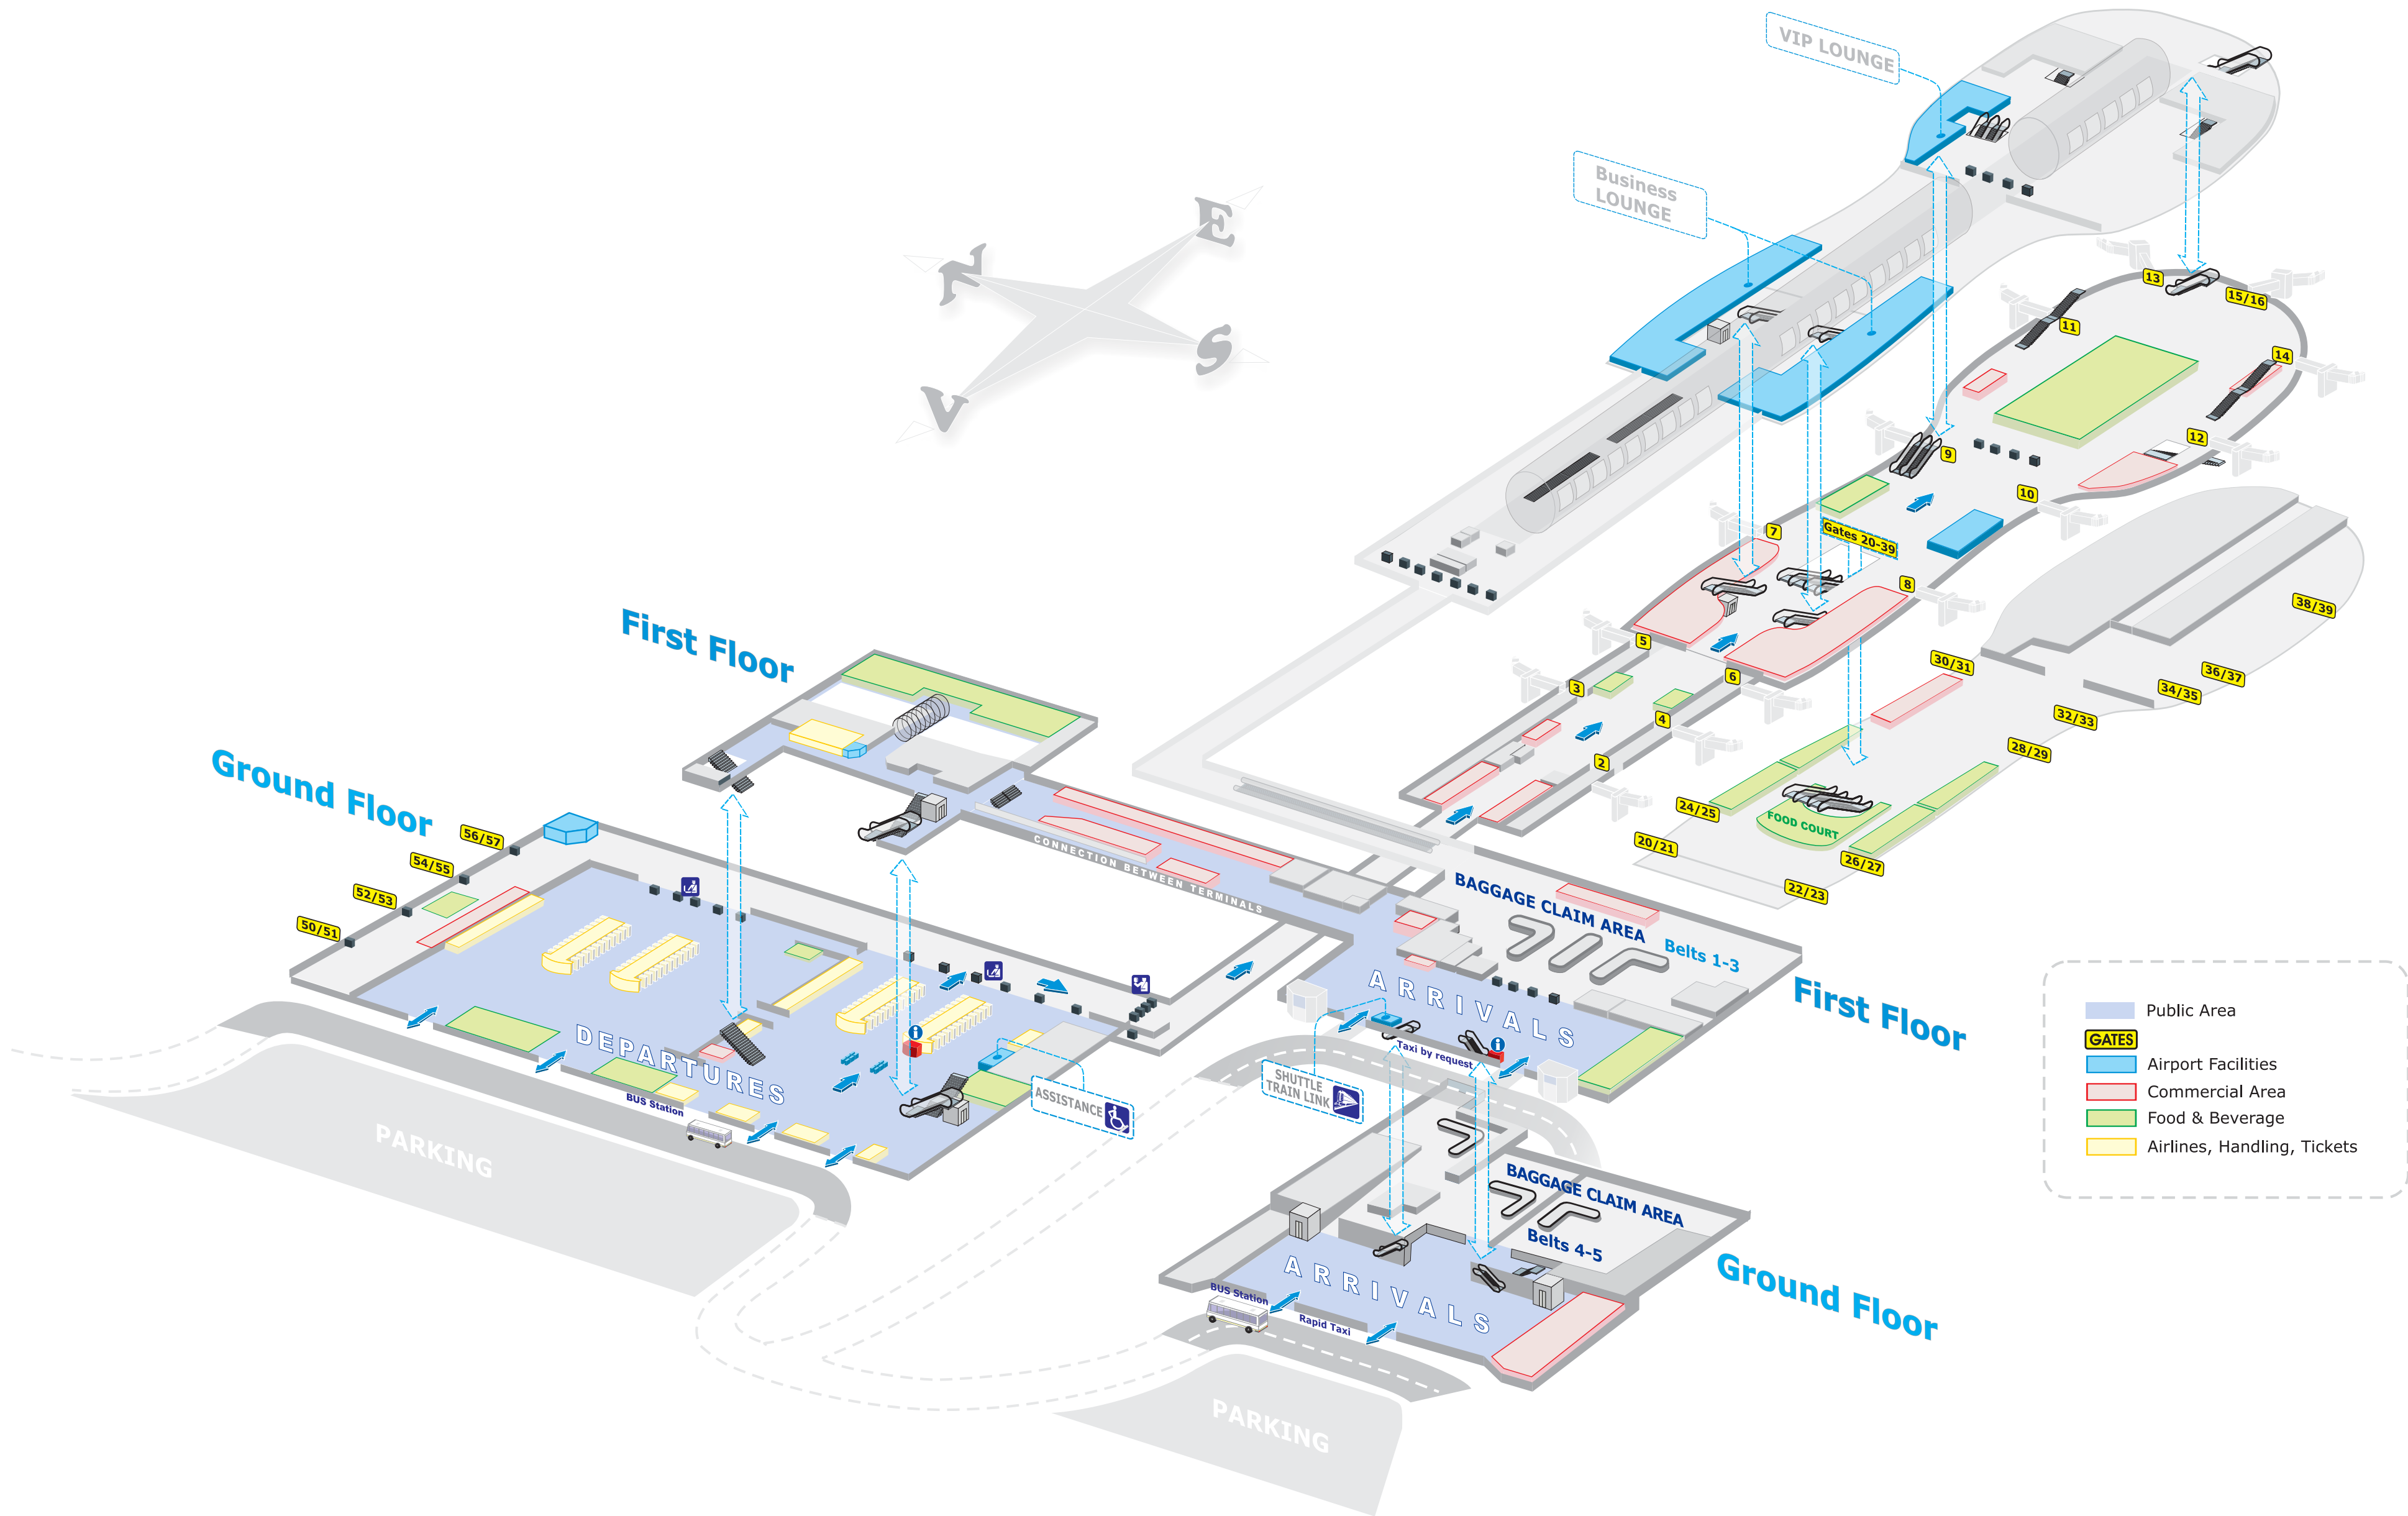 VIP LOUNGE
Business
LOUNGE
N
E
S
V
13
15/16
11
14
12
9
10
7
Gates 20-39
8
5
6
3
4
2
38/39
36/37
34/35
32/33
30/31
28/29
24/25
FOOD COURT
20/21
26/27
22/23
First Floor
Ground Floor
56/57
54/55
52/53
50/51
CONNECTION BETWEEN TERMINALS
BAGGAGE CLAIM AREA
Belts 1-3
First Floor
ARRIVALS
Taxi by request
i
SHUTTLE
TRAIN LINK
DEPARTURES
i
ASSISTANCE
BUS Station
PARKING
BAGGAGE CLAIM AREA
Belts 4-5
Ground Floor
ARRIVALS
BUS Station
Rapid Taxi
PARKING
Public Area
GATES
Airport Facilities
Commercial Area
Food & Beverage
Airlines, Handling, Tickets